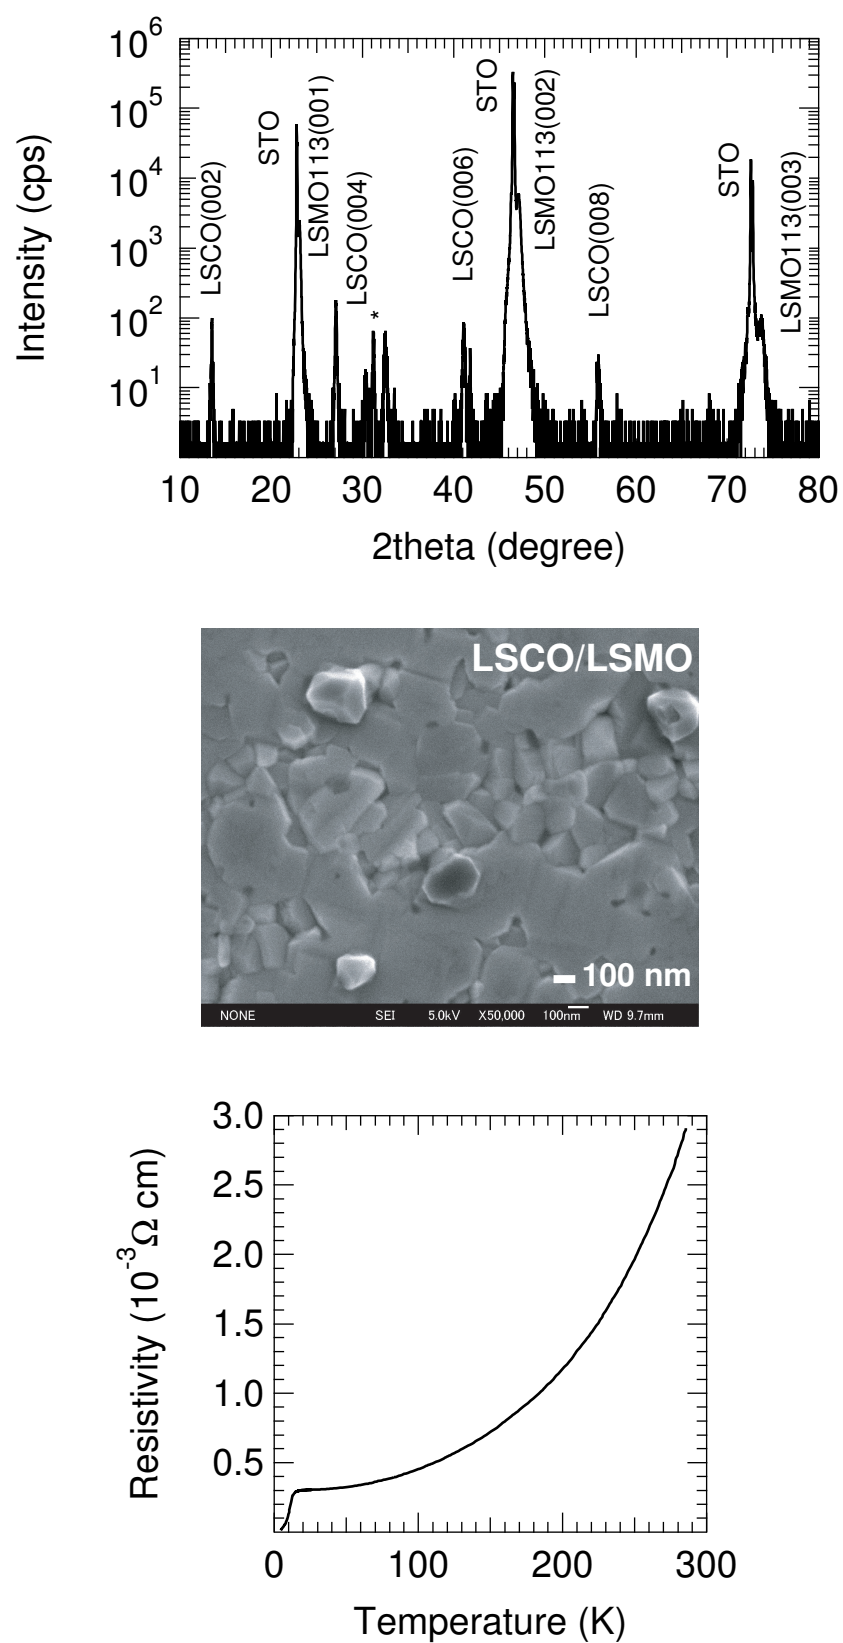 10^6
10^5
10^4
10^3
10^2
10^1
Intensity (cps)
LSCO(002)
STO
LSMO113(001)
LSCO(004)
*
LSCO(006)
STO
LSMO113(002)
LSCO(008)
STO
LSMO113(003)
10 20 30 40 50 60 70 80
2theta (degree)
LSCO/LSMO
100 nm
NONE SEI 5.0kV X50,000 100nm WD 9.7mm
3.0
2.5
2.0
1.5
1.0
0.5
Resistivity (10^-3 Ω cm)
0 100 200 300
Temperature (K)